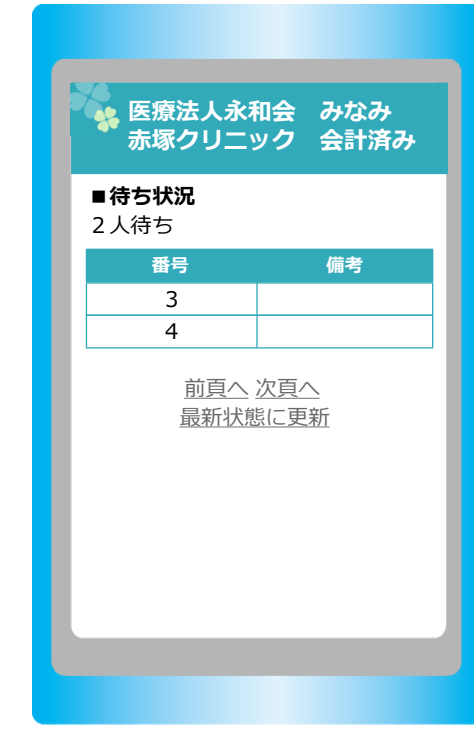 医療法人永和会　みなみ
赤塚クリニック　会計済み
■待ち状況
２人待ち
番号　備考
3
4
前頁へ 次頁へ
最新状態に更新